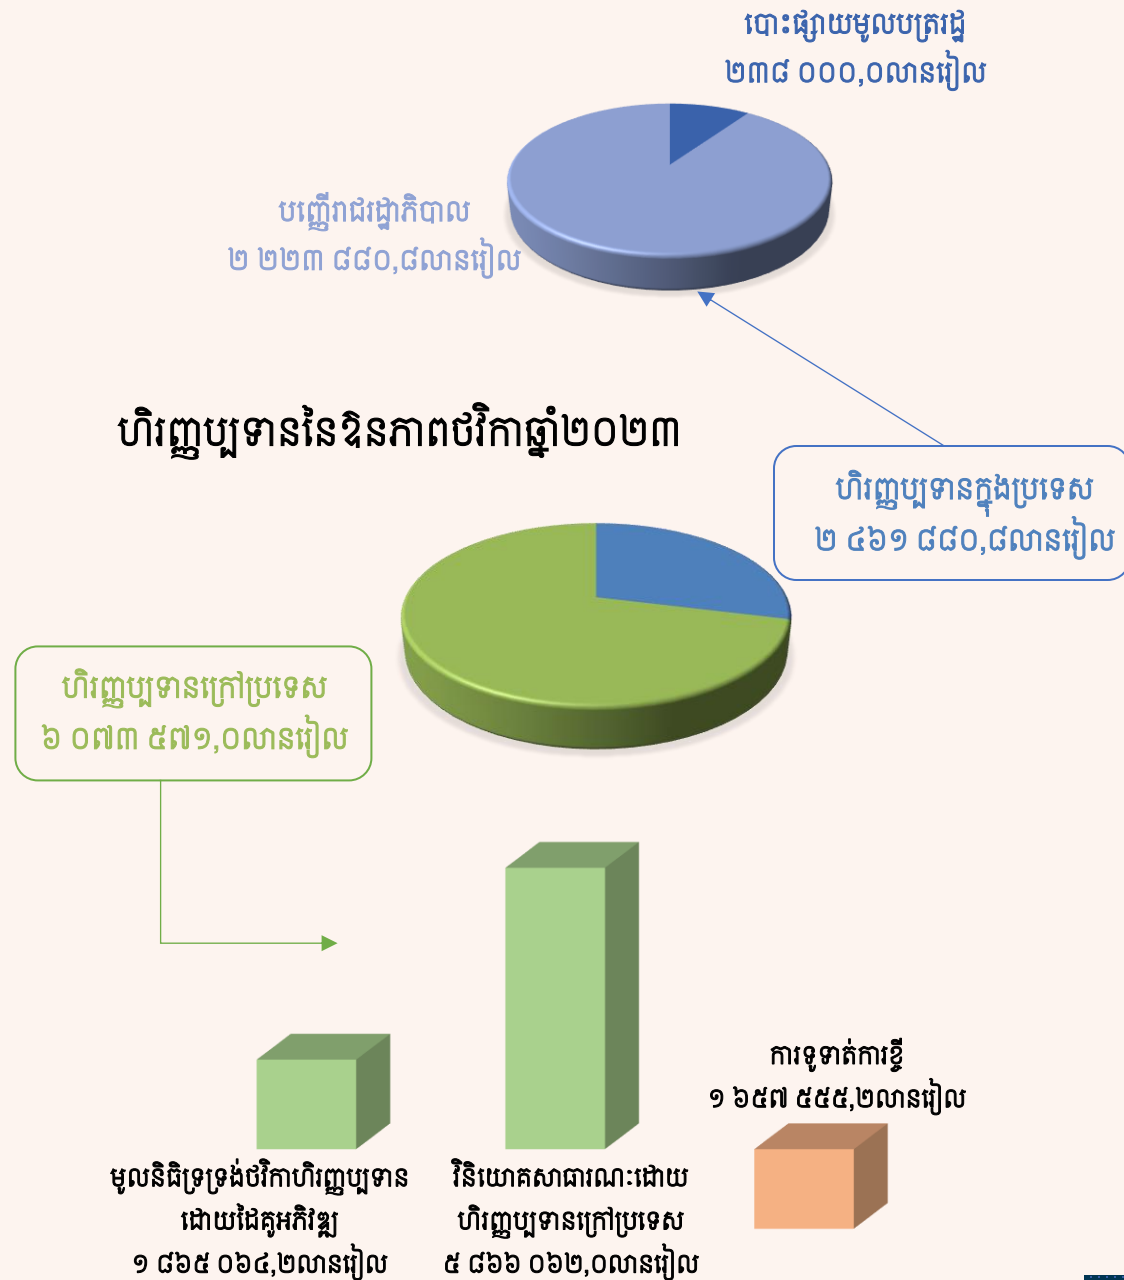 បោះផ្សាយមូលបត្ររដ្ឋ
២៣៨ ០០០,០លានរៀល
បញ្ញើរាជរដ្ឋាភិបាល
២ ២២៣ ៨៨០,៨លានរៀល
ហិរញ្ញប្បទាននៃឱនភាពថវិកាឆ្នាំ២០២៣
ហិរញ្ញប្បទានក្នុងប្រទេស
២ ៤៦១ ៨៨០,៨លានរៀល
ហិរញ្ញប្បទានក្រៅប្រទេស
៦ ០៧៣ ៥៧១,០លានរៀល
ការទូទាត់ការខ្ចី
១ ៦៥៧ ៥៥៥,២លានរៀល
មូលនិធិទ្រទ្រង់ថវិកាហិរញ្ញប្បទាន
ដោយដៃគូអភិវឌ្ឍ
១ ៨៦៥ ០៦៤,២លានរៀល
វិនិយោគសាធារណៈដោយ
ហិរញ្ញប្បទានក្រៅប្រទេស
៥ ៨៦៦ ០៦២,០លានរៀល